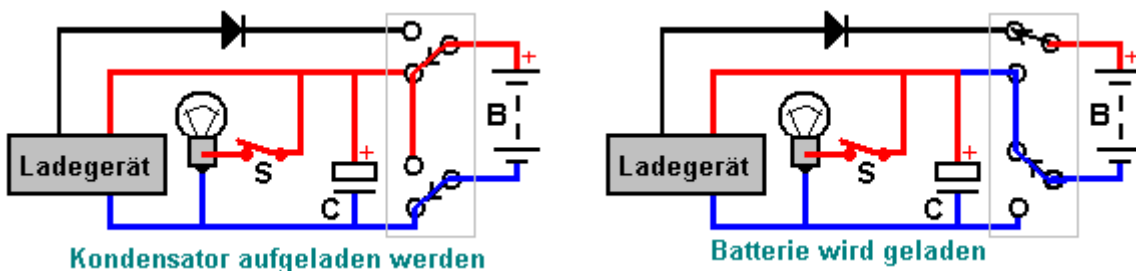 +
B
Ladegerät
S
+
C
Kondensator aufgeladen werden
+
B
Ladegerät
S
+
C
Batterie wird geladen